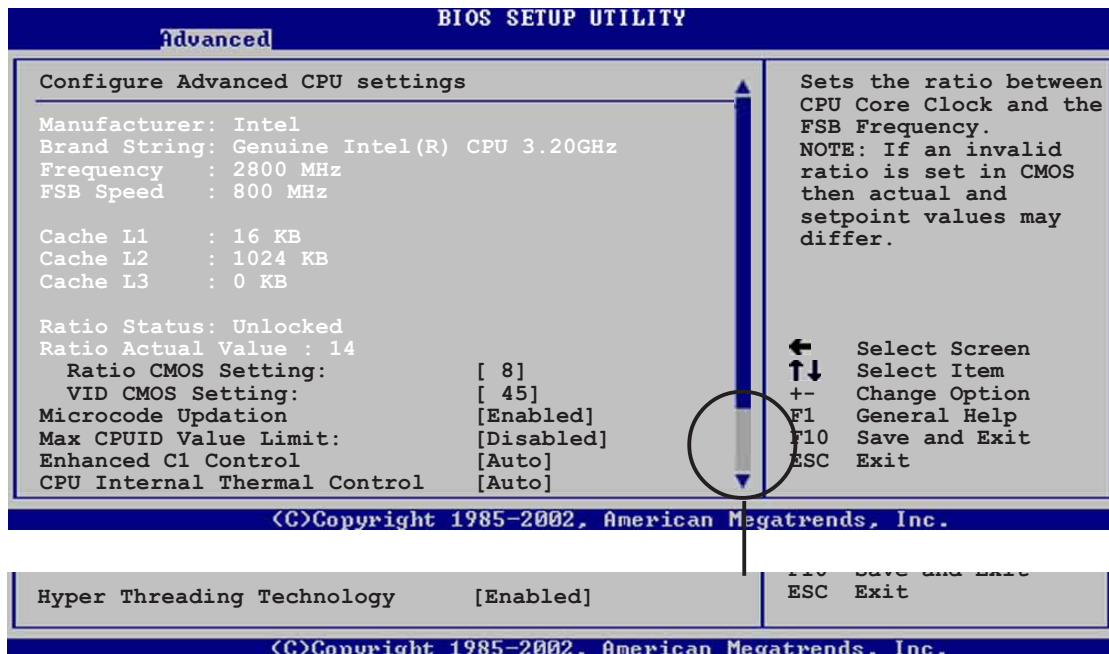 BIOS SETUP UTILITY
Advanced
Configure Advanced CPU settings
Manufacturer: Intel
Brand String: Genuine Intel(R) CPU 3.20GHz
Frequency : 2800 MHz
FSB Speed : 800 MHz
Cache L1 : 16 KB
Cache L2 : 1024 KB
Cache L3 : 0 KB
Ratio Status: Unlocked
Ratio Actual Value : 14
Ratio CMOS Setting: [ 8]
VID CMOS Setting: [ 45]
Microcode Updation [Enabled]
Max CPUID Value Limit: [Disabled]
Enhanced C1 Control [Auto]
CPU Internal Thermal Control [Auto]
Sets the ratio between
CPU Core Clock and the
FSB Frequency.
NOTE: If an invalid
ratio is set in CMOS
then actual and
setpoint values may
differ.
Select Screen
Select Item
+- Change Option
F1 General Help
F10 Save and Exit
ESC Exit
(C)Copyright 1985-2002, American Megatrends, Inc.
Hyper Threading Technology [Enabled]
F10 Save and Exit
ESC Exit
(C)Copyright 1985-2002, American Megatrends, Inc.